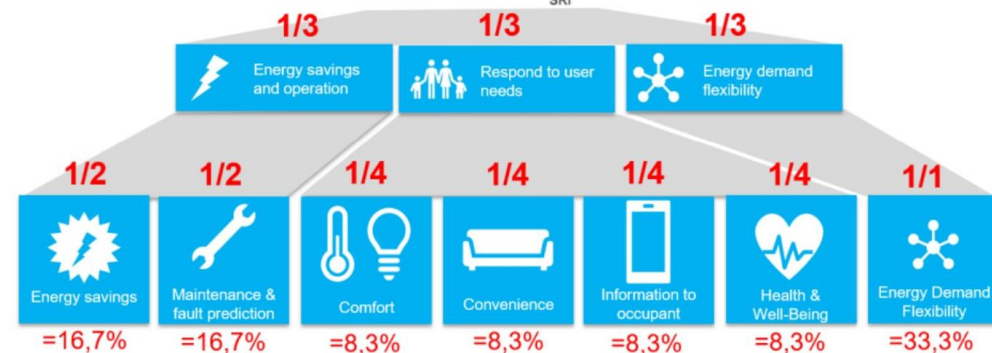 SRI
1/3 1/3 1/3
Energy savings
and operation
Respond to user
needs
Energy demand
flexibility
1/2 1/2 1/4 1/4 1/4 1/4 1/1
Energy savings
Maintenance &
fault prediction
Comfort
Convenience
Information to
occupant
Health &
Well-Being
Energy Demand
Flexibility
=16,7% =16,7% =8,3% =8,3% =8,3% =8,3% =33,3%